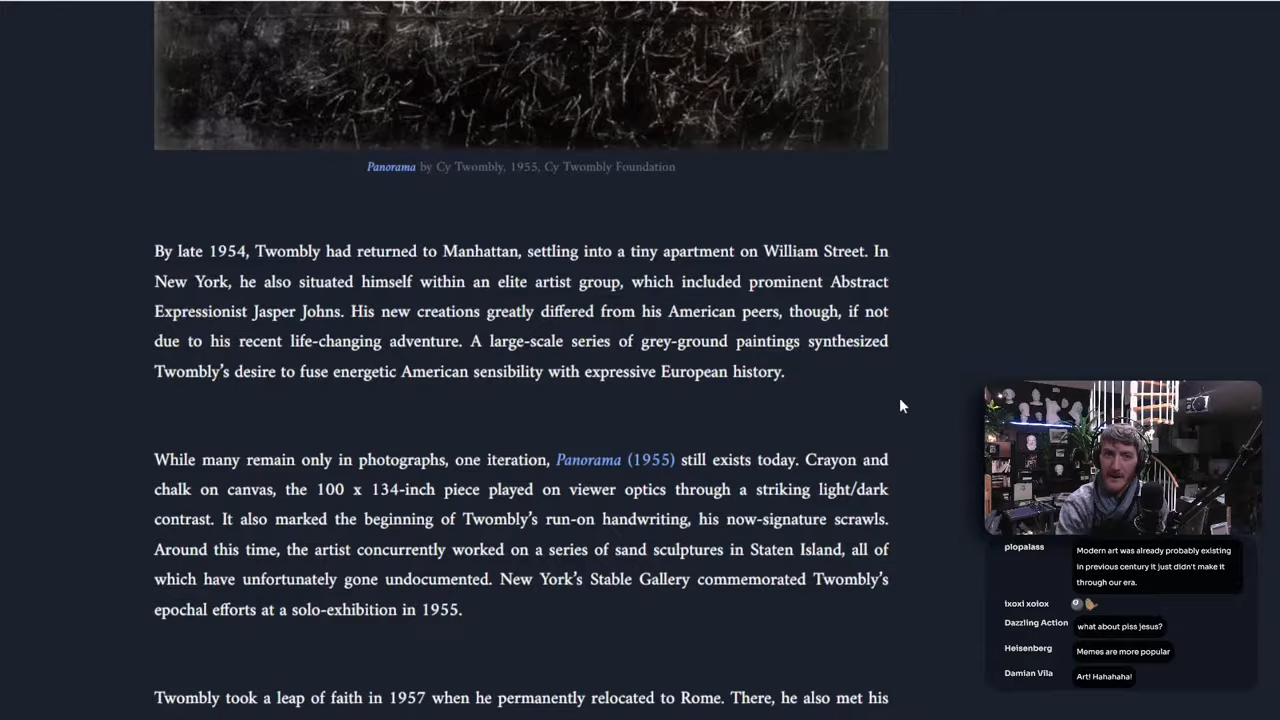 Panorama by Cy Twombly, 1955, Cy Twombly Foundation
By late 1954, Twombly had returned to Manhattan, settling into a tiny apartment on William Street. In
New York, he also situated himself within an elite artist group, which included prominent Abstract
Expressionist Jasper Johns. His new creations greatly differed from his American peers, though, if not
due to his recent life-changing adventure. A large-scale series of grey-ground paintings synthesized
Twombly’s desire to fuse energetic American sensibility with expressive European history.
While many remain only in photographs, one iteration, Panorama (1955) still exists today. Crayon and
chalk on canvas, the 100 x 134-inch piece played on viewer optics through a striking light/dark
contrast. It also marked the beginning of Twombly’s run-on handwriting, his now-signature scrawls.
Around this time, the artist concurrently worked on a series of sand sculptures in Staten Island, all of
which have unfortunately gone undocumented. New York’s Stable Gallery commemorated Twombly’s
epochal efforts at a solo-exhibition in 1955.
Twombly took a leap of faith in 1957 when he permanently relocated to Rome. There, he also met his
plopalass
Modern art was already probably existing
in previous century it just didn't make it
through our era.
ixoxi xoiox
Dazzling Action
what about piss jesus?
Heisenberg
Memes are more popular
Damian Vila
Art! Hahahaha!